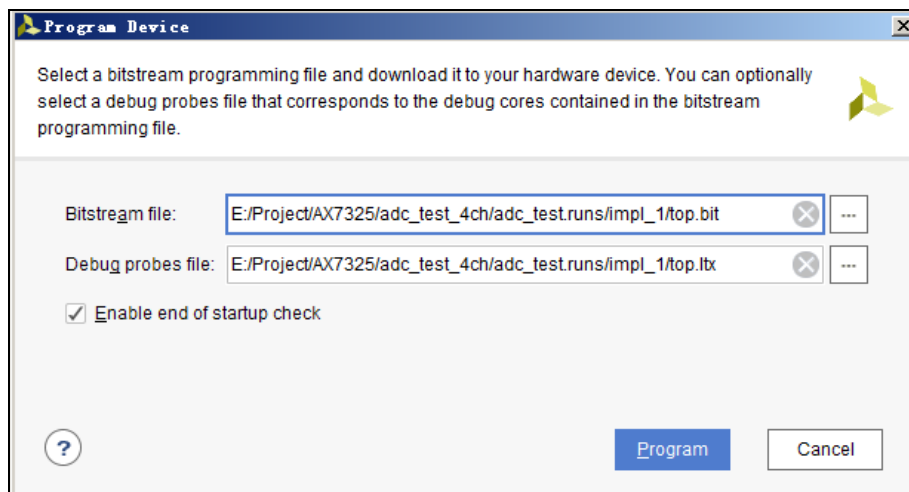 Program Device
Select a bitstream programming file and download it to your hardware device. You can optionally
select a debug probes file that corresponds to the debug cores contained in the bitstream
programming file.
Bitstream file: E:/Project/AX7325/adc_test_4ch/adc_test.runs/impl_1/top.bit ...
Debug probes file: E:/Project/AX7325/adc_test_4ch/adc_test.runs/impl_1/top.ltx ...
Enable end of startup check
? Program Cancel